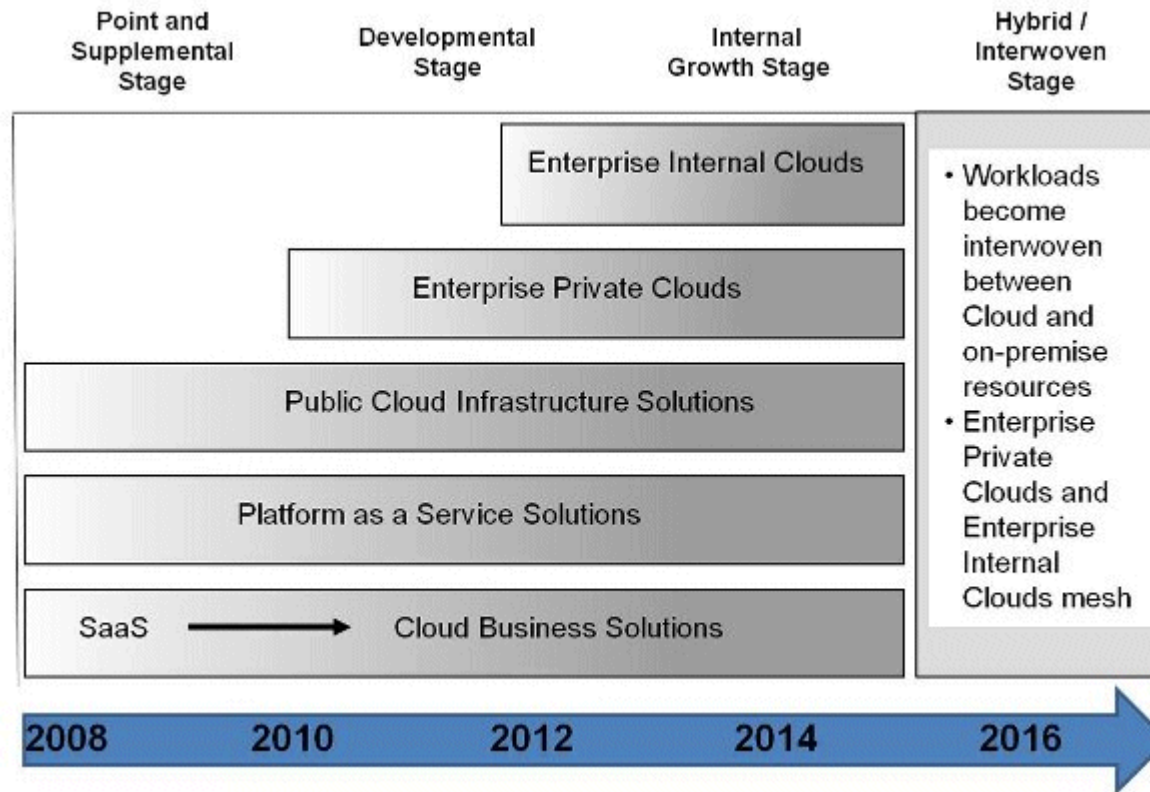 Point and
Supplemental
Stage
Developmental
Stage
Internal
Growth Stage
Hybrid /
Interwoven
Stage
Enterprise Internal Clouds
Enterprise Private Clouds
Public Cloud Infrastructure Solutions
Platform as a Service Solutions
SaaS
Cloud Business Solutions
• Workloads
become
interwoven
between
Cloud and
on-premise
resources
• Enterprise
Private
Clouds and
Enterprise
Internal
Clouds mesh
2008 2010 2012 2014 2016